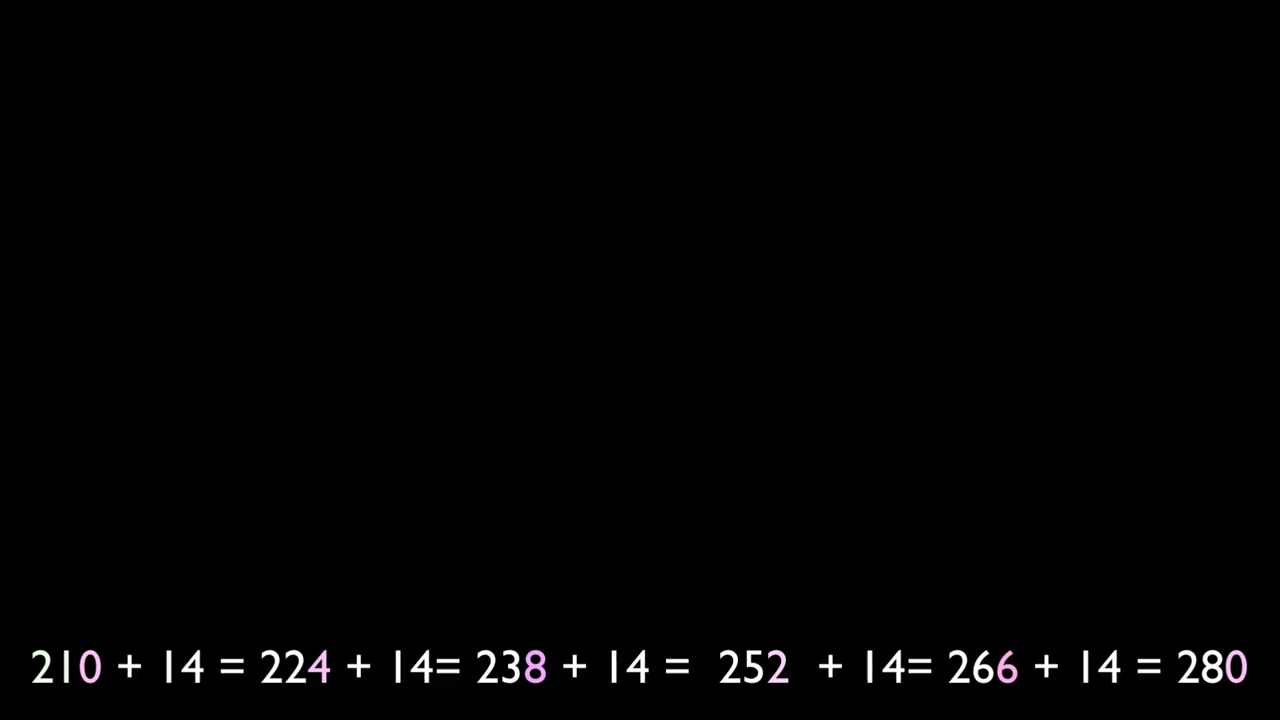 210 + 14 = 224 + 14= 238 + 14 = 252 + 14= 266 + 14 = 280